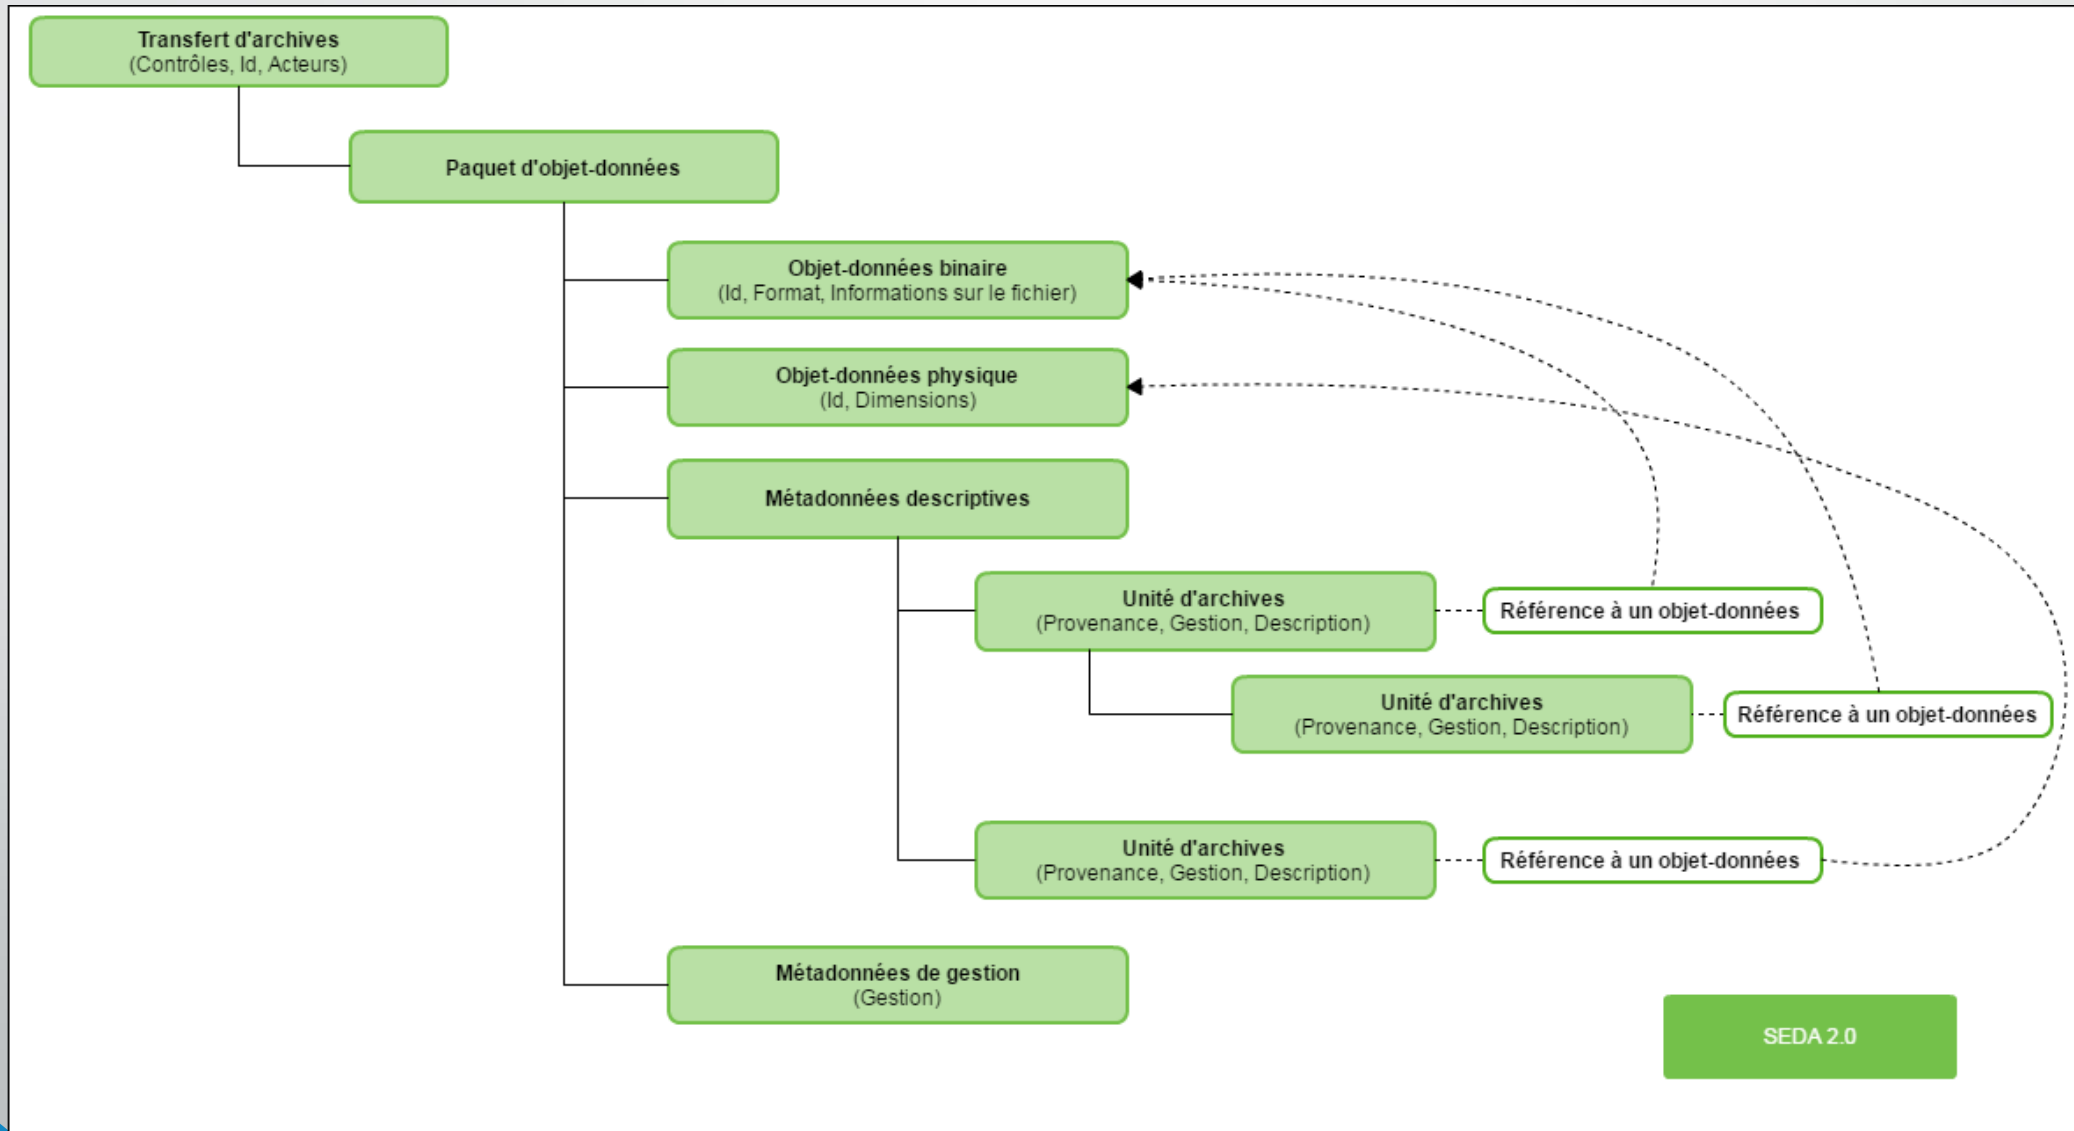 Transfert d'archives
(Contrôles, Id, Acteurs)
Paquet d'objet-données
Objet-données binaire
(Id, Format, Informations sur le fichier)
Objet-données physique
(Id, Dimensions)
Métadonnées descriptives
Unité d'archives
(Provenance, Gestion, Description)
Référence à un objet-données
Unité d'archives
(Provenance, Gestion, Description)
Référence à un objet-données
Unité d'archives
(Provenance, Gestion, Description)
Référence à un objet-données
Métadonnées de gestion
(Gestion)
SEDA 2.0